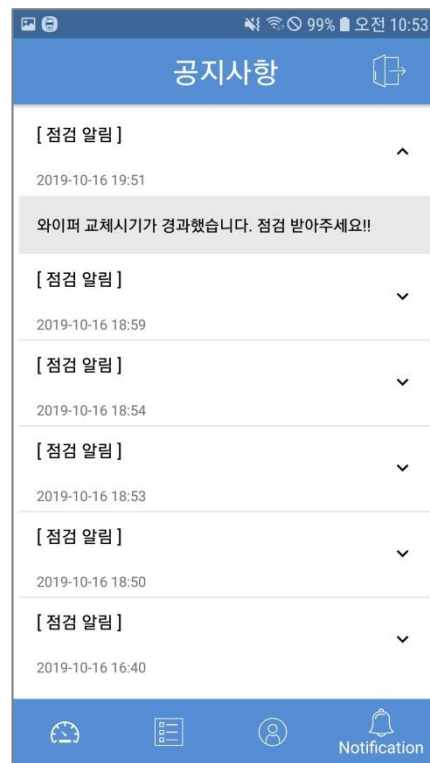 99% 오전 10:53
공지사항
[ 점검 알림 ]
2019-10-16 19:51
와이퍼 교체시기가 경과했습니다. 점검 받아주세요!!
[ 점검 알림 ]
2019-10-16 18:59
[ 점검 알림 ]
2019-10-16 18:54
[ 점검 알림 ]
2019-10-16 18:53
[ 점검 알림 ]
2019-10-16 18:50
[ 점검 알림 ]
2019-10-16 16:40
Notification